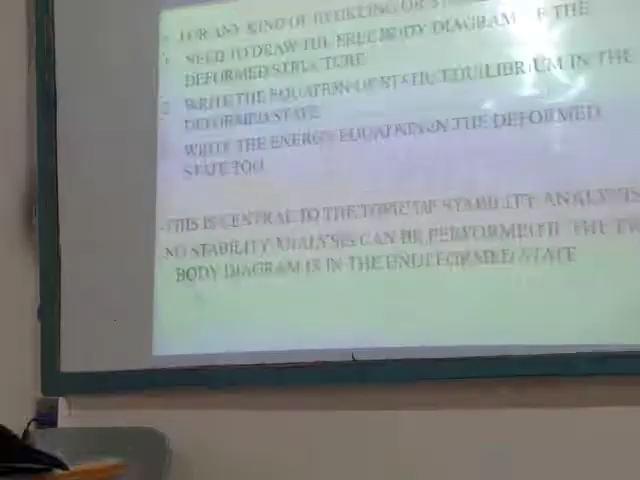 FOR ANY KIND OF BUCKLING OR
NEED TO DRAW THE FREE BODY DIAGRAM OF THE
DEFORMED STRUCTURE
2. WRITE THE EQUATION OF STATIC EQUILIBRIUM IN THE
DEFORMED STATE
WRITE THE ENERGY EQUATIONS IN THE DEFORMED
STATE TOO
THIS IS CENTRAL TO THE TOPIC OF STABILITY ANALYSIS
NO STABILITY ANALYSIS CAN BE PERFORMED IF THE
BODY DIAGRAM IS IN THE UNDEFORMED STATE